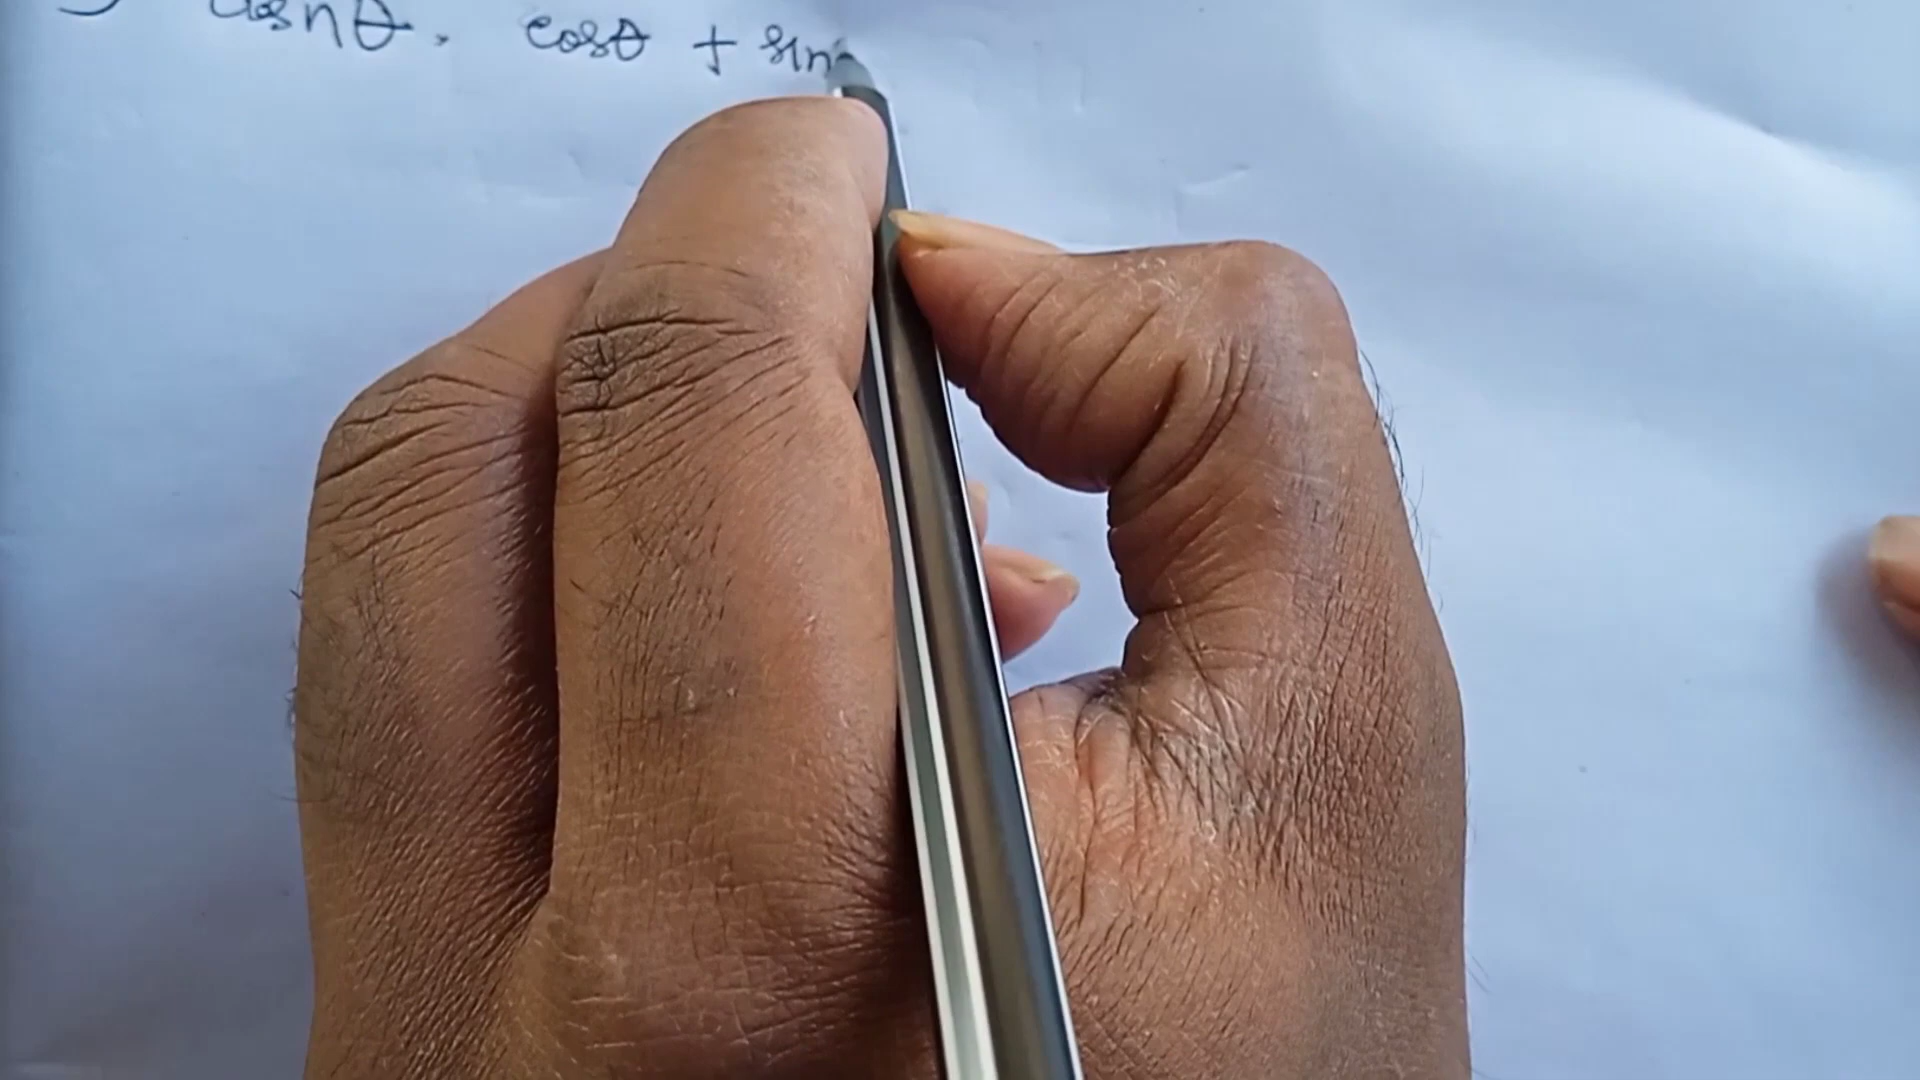 cosnθ. cosθ + sin